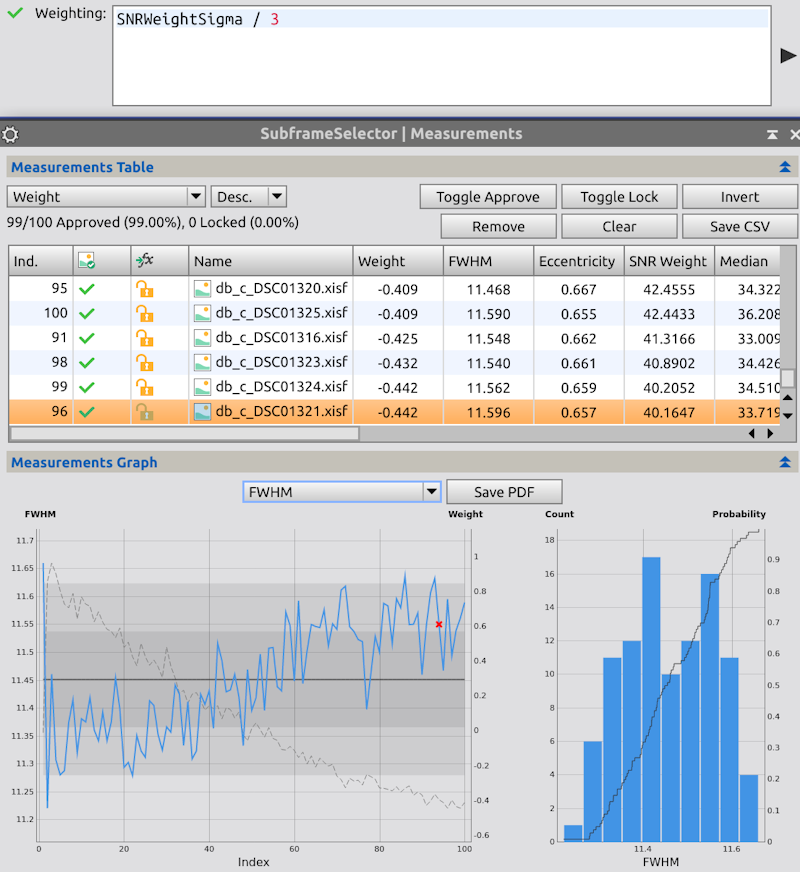 Weighting:
SNRWeightSigma / 3
SubframeSelector | Measurements
Measurements Table
Weight Desc. Toggle Approve Toggle Lock Invert
99/100 Approved (99.00%), 0 Locked (0.00%) Remove Clear Save CSV
Ind. fx Name Weight FWHM Eccentricity SNR Weight Median
95 db_c_DSC01320.xisf -0.409 11.468 0.667 42.4555 34.322
100 db_c_DSC01325.xisf -0.409 11.590 0.655 42.4433 36.208
91 db_c_DSC01316.xisf -0.425 11.548 0.662 41.3166 33.009
98 db_c_DSC01323.xisf -0.432 11.540 0.661 40.8902 34.426
99 db_c_DSC01324.xisf -0.442 11.562 0.659 40.2052 34.510
96 db_c_DSC01321.xisf -0.442 11.596 0.657 40.1647 33.719
Measurements Graph
FWHM Save PDF
FWHM Weight
11.7
11.65
11.6
11.55
11.5
11.45
11.4
11.35
11.3
11.25
11.2
1
0.8
0.6
0.4
0.2
0
-0.2
-0.4
-0.6
0 20 40 60 80 100
Index
Count Probability
18
16
14
12
10
8
6
4
2
0
0.9
0.8
0.7
0.6
0.5
0.4
0.3
0.2
0.1
0
11.4 11.6
FWHM